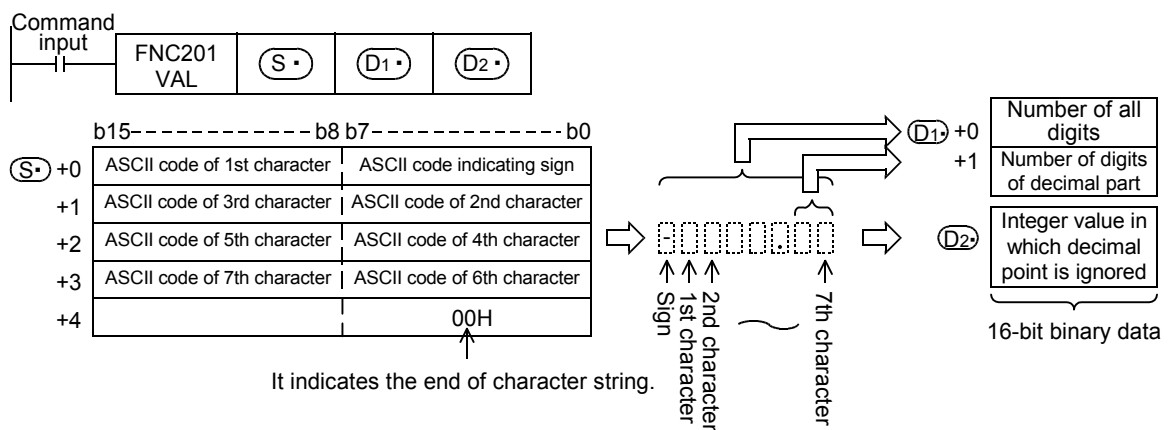 Command
input
FNC201
VAL
S·
D1·
D2·
b15 b8 b7 b0
S· +0 ASCII code of 1st character ASCII code indicating sign
+1 ASCII code of 3rd character ASCII code of 2nd character
+2 ASCII code of 5th character ASCII code of 4th character
+3 ASCII code of 7th character ASCII code of 6th character
+4 00H
It indicates the end of character string.
- .
Sign
1st character
2nd character
7th character
D1· +0 Number of all
digits
+1 Number of digits
of decimal part
D2· Integer value in
which decimal
point is ignored
16-bit binary data